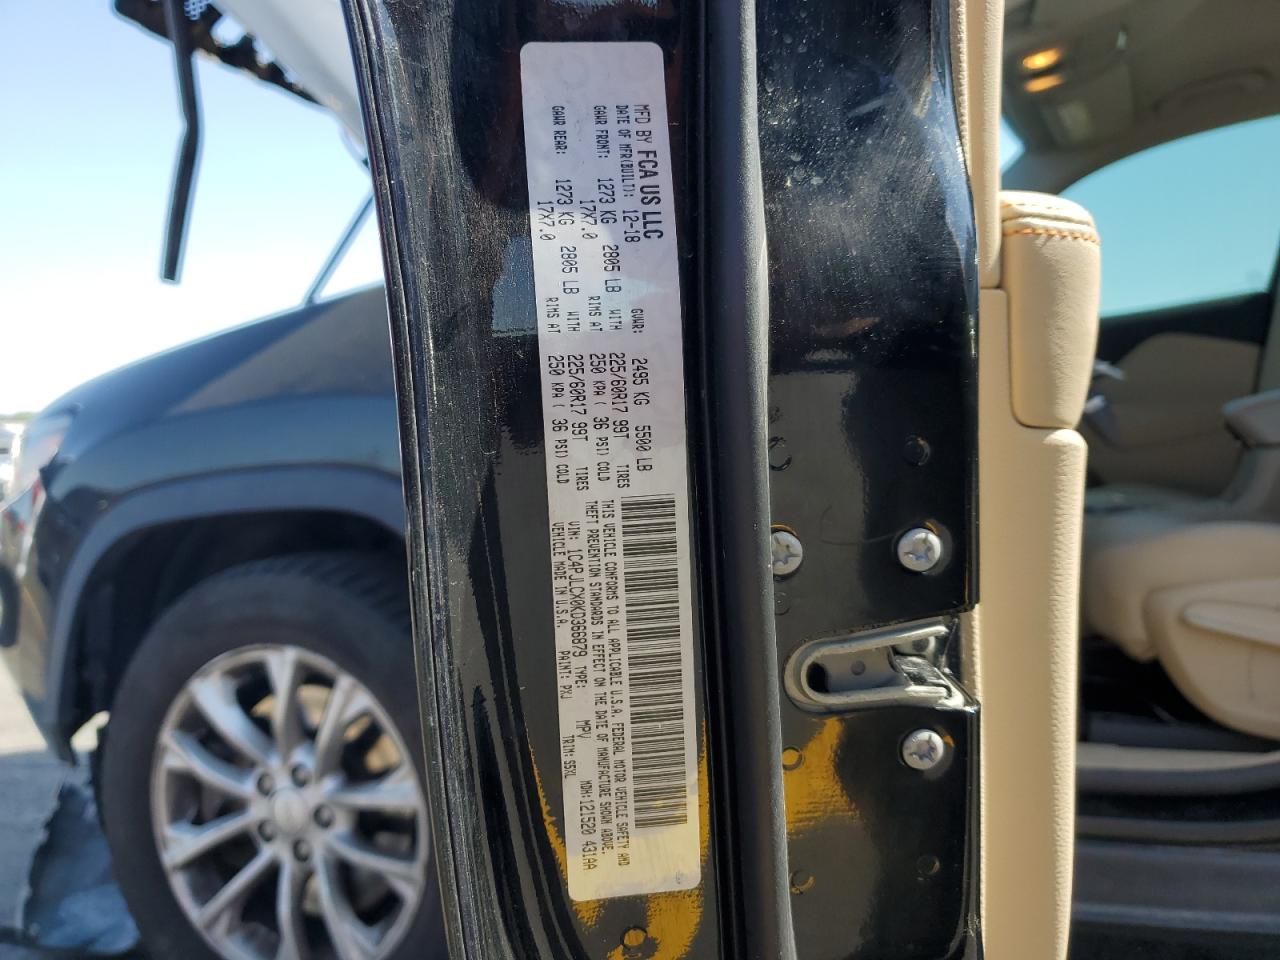 MFD BY FCA US LLC
DATE OF MFR(BUILT): 12-18 GVWR: 2495 KG 5500 LB
GAWR FRONT: 1273 KG 2805 LB WITH 225/60R17 99T TIRES
17X7.0 RIMS AT 250 KPA ( 36 PSI) COLD
GAWR REAR: 1273 KG 2805 LB WITH 225/60R17 99T TIRES
17X7.0 RIMS AT 250 KPA ( 36 PSI) COLD
THIS VEHICLE CONFORMS TO ALL APPLICABLE U.S.A. FEDERAL MOTOR VEHICLE SAFETY AND
THEFT PREVENTION STANDARDS IN EFFECT ON THE DATE OF MANUFACTURE SHOWN ABOVE.
VIN: 1C4PJLCX0KD366879 TYPE: MPV MDH:121520 431AA
VEHICLE MADE IN U.S.A. PAINT: PXJ TRIM: S5XL